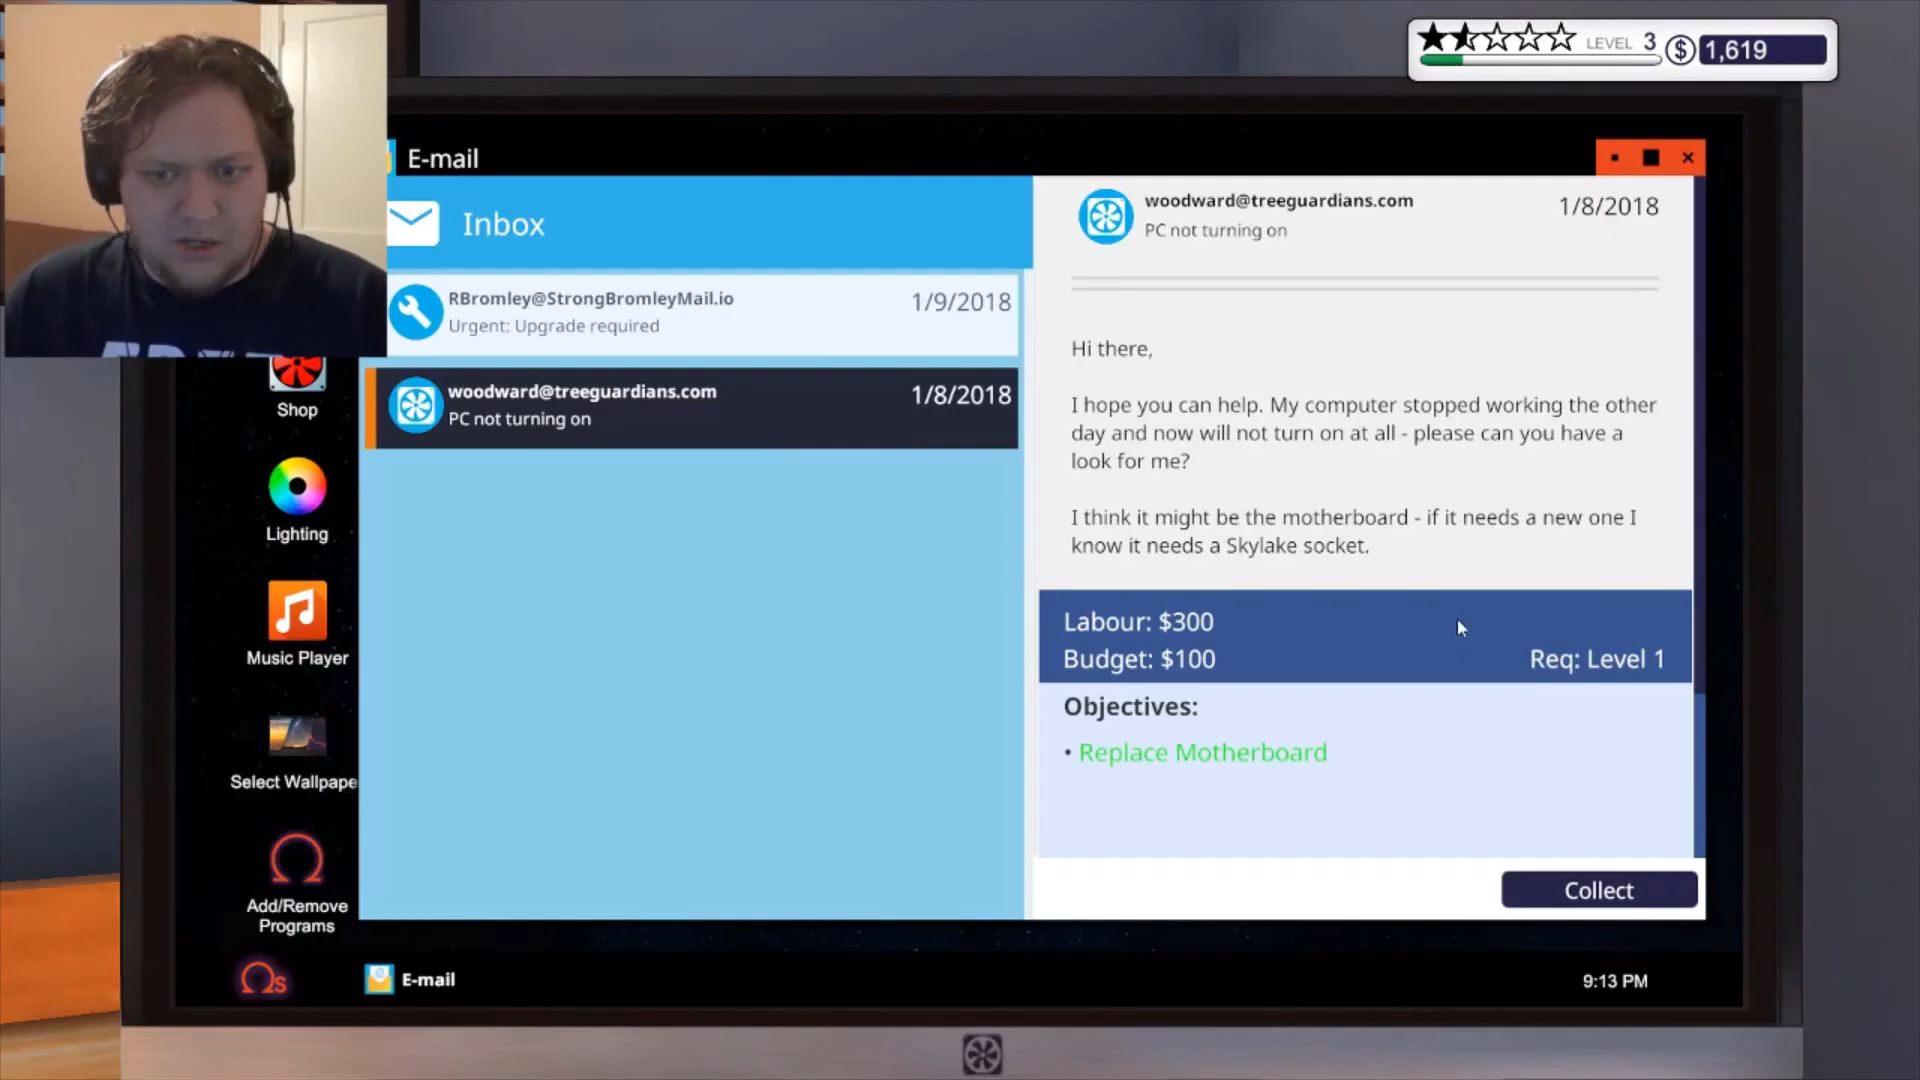 LEVEL 3
$ 1,619
E-mail
Inbox
RBromley@StrongBromleyMail.io
1/9/2018
Urgent: Upgrade required
woodward@treeguardians.com
1/8/2018
PC not turning on
woodward@treeguardians.com
1/8/2018
PC not turning on
Hi there,
I hope you can help. My computer stopped working the other
day and now will not turn on at all - please can you have a
look for me?
I think it might be the motherboard - if it needs a new one I
know it needs a Skylake socket.
Labour: $300
Budget: $100
Req: Level 1
Objectives:
• Replace Motherboard
Collect
Shop
Lighting
Music Player
Select Wallpape
Add/Remove
Programs
Ωs
E-mail
9:13 PM